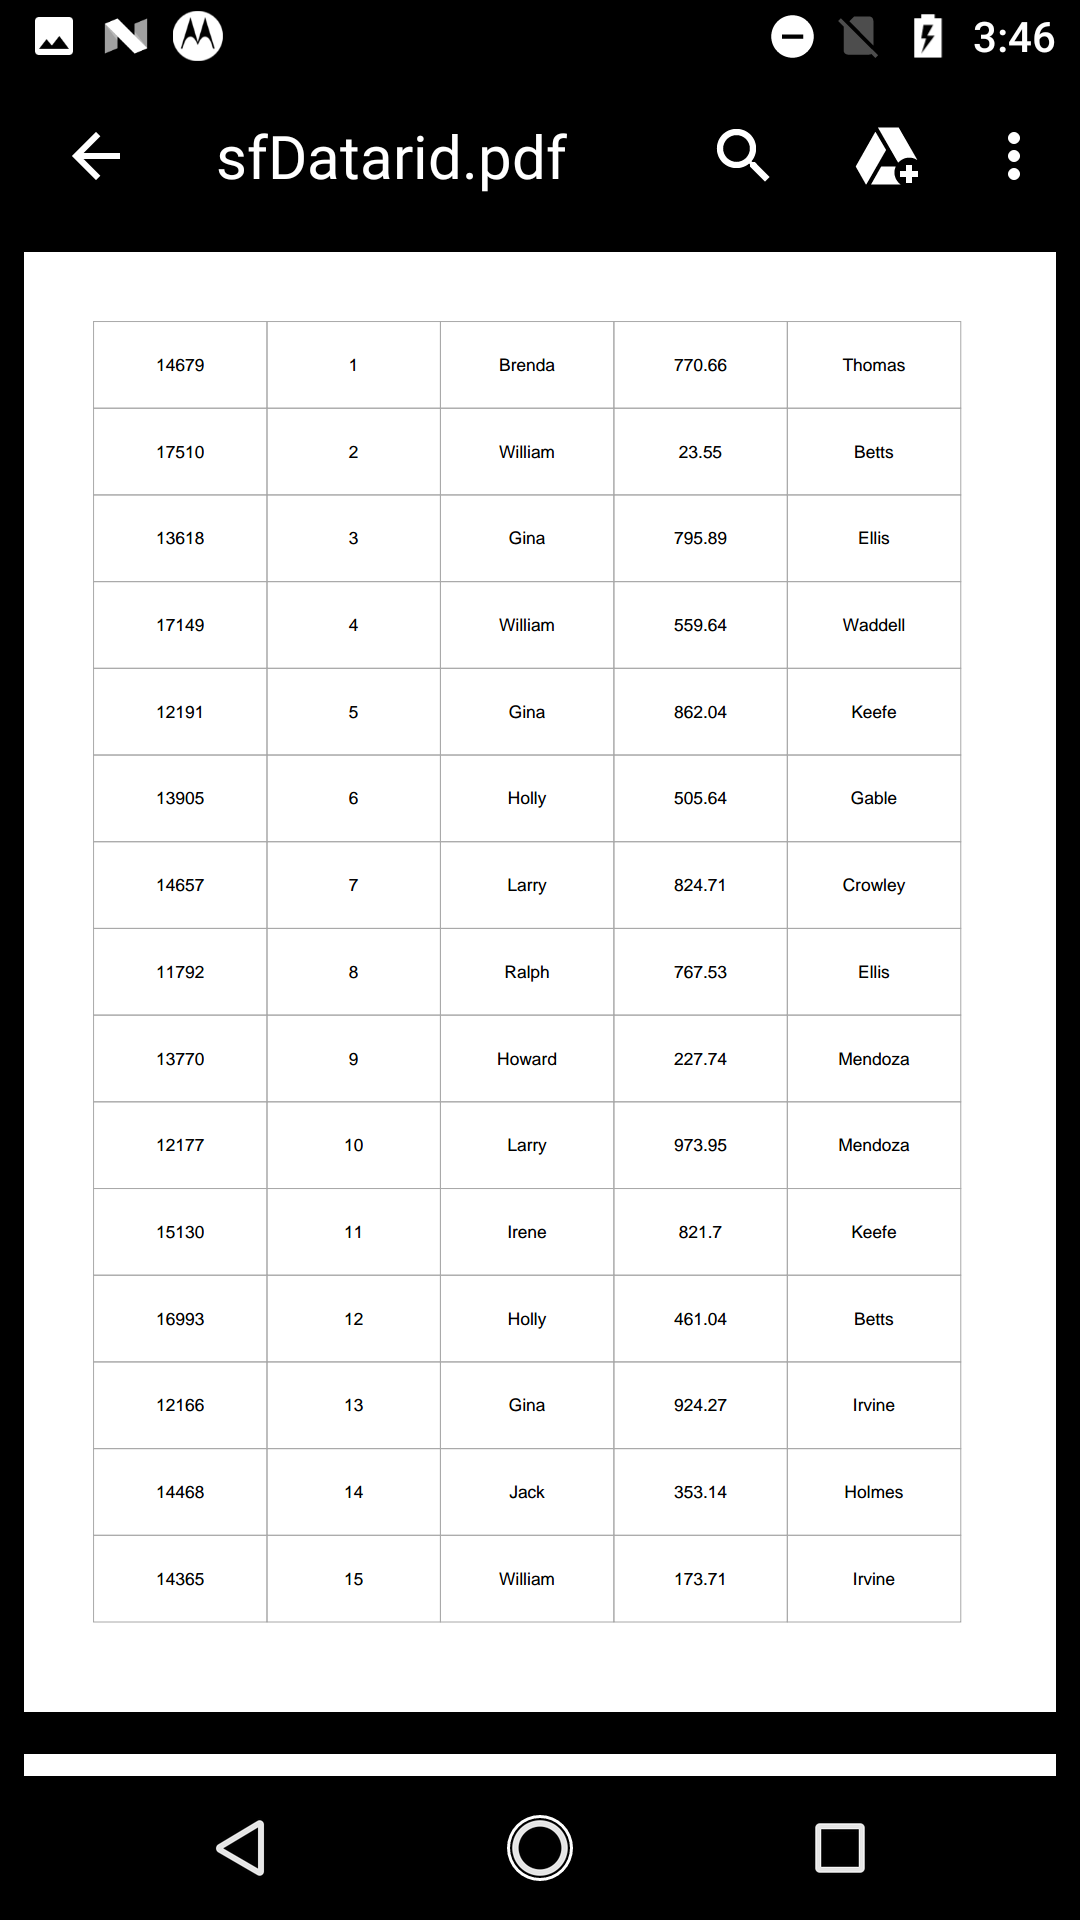 3:46
sfDatarid.pdf
14679 1 Brenda 770.66 Thomas
17510 2 William 23.55 Betts
13618 3 Gina 795.89 Ellis
17149 4 William 559.64 Waddell
12191 5 Gina 862.04 Keefe
13905 6 Holly 505.64 Gable
14657 7 Larry 824.71 Crowley
11792 8 Ralph 767.53 Ellis
13770 9 Howard 227.74 Mendoza
12177 10 Larry 973.95 Mendoza
15130 11 Irene 821.7 Keefe
16993 12 Holly 461.04 Betts
12166 13 Gina 924.27 Irvine
14468 14 Jack 353.14 Holmes
14365 15 William 173.71 Irvine